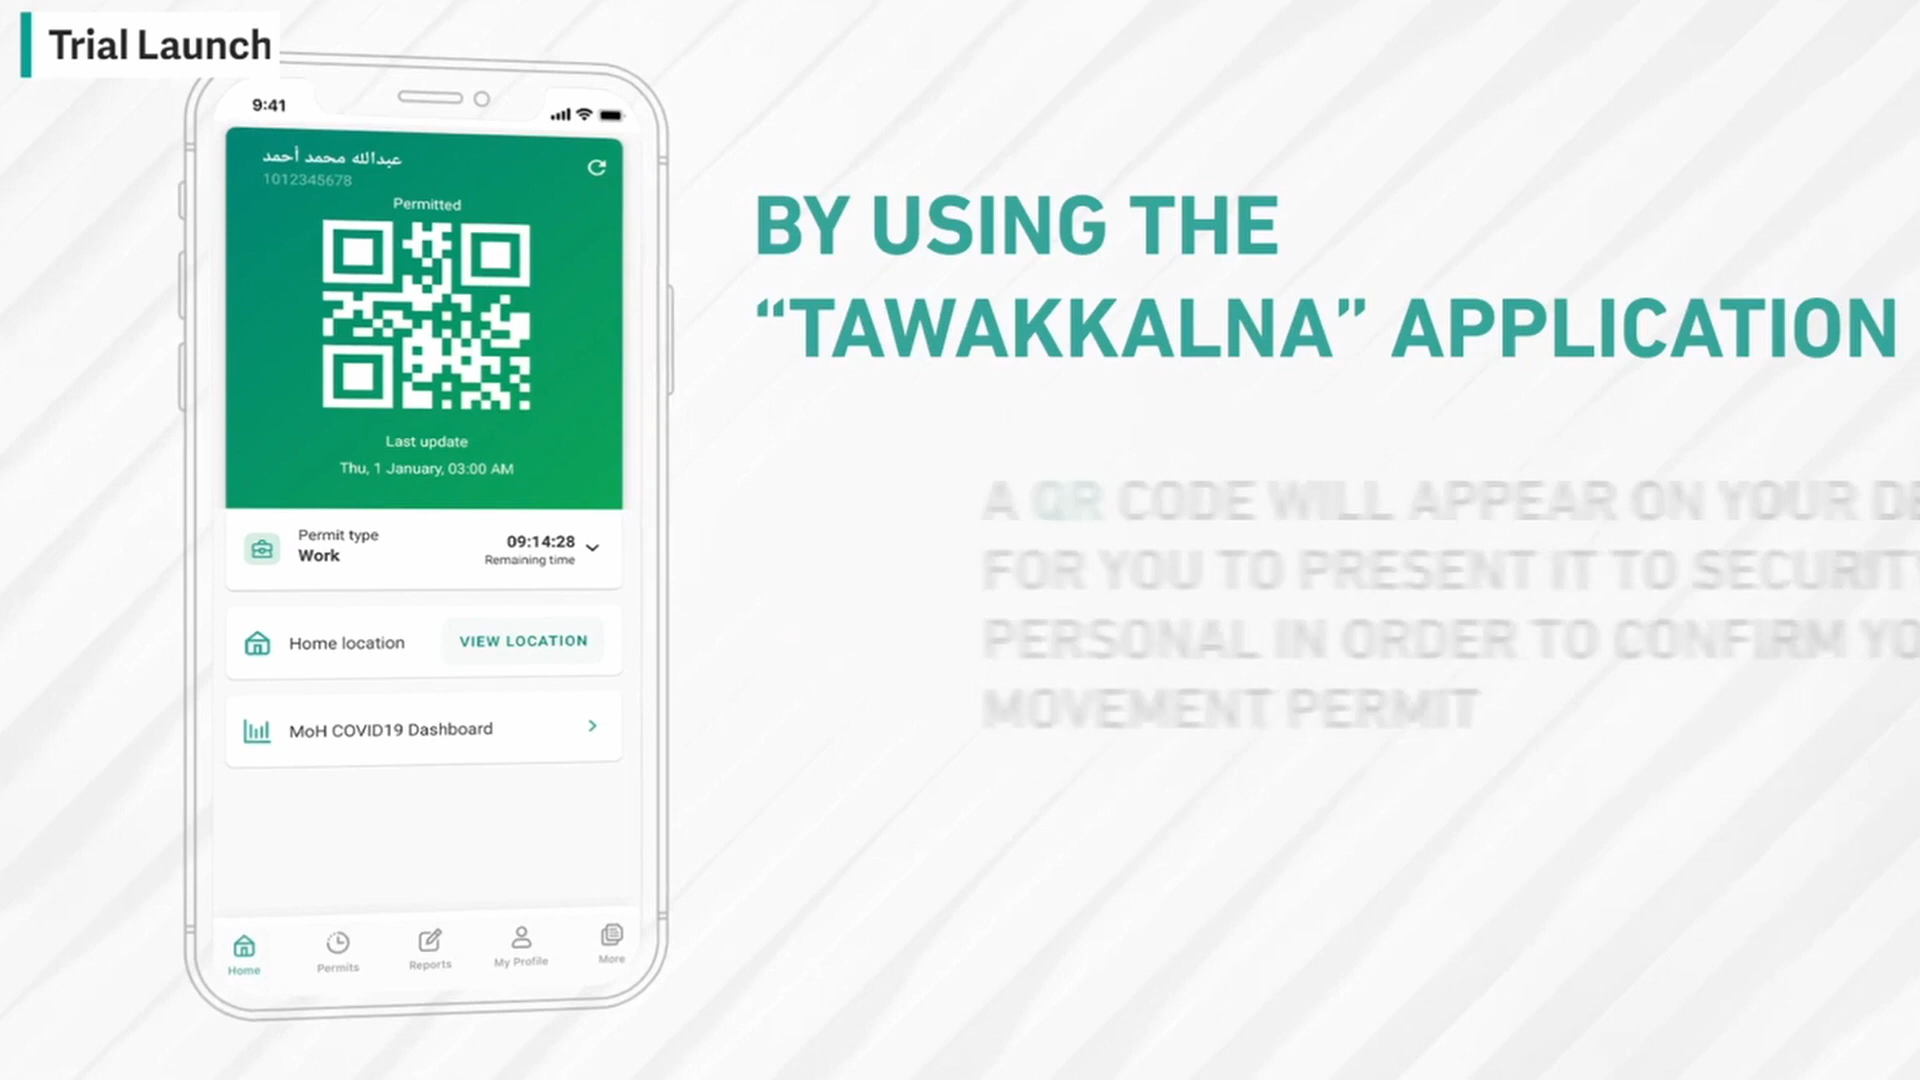 Trial Launch
9:41
عبدالله محمد أحمد
1012345678
Permitted
Last update
Thu, 1 January, 03:00 AM
Permit type
Work
09:14:28
Remaining time
Home location
VIEW LOCATION
MoH COVID19 Dashboard
Home
Permits
Reports
My Profile
More
BY USING THE
“TAWAKKALNA” APPLICATION
A QR CODE WILL APPEAR ON YOUR
FOR YOU TO PRESENT IT TO SECURITY
PERSONAL IN ORDER TO CONFIRM
MOVEMENT PERMIT